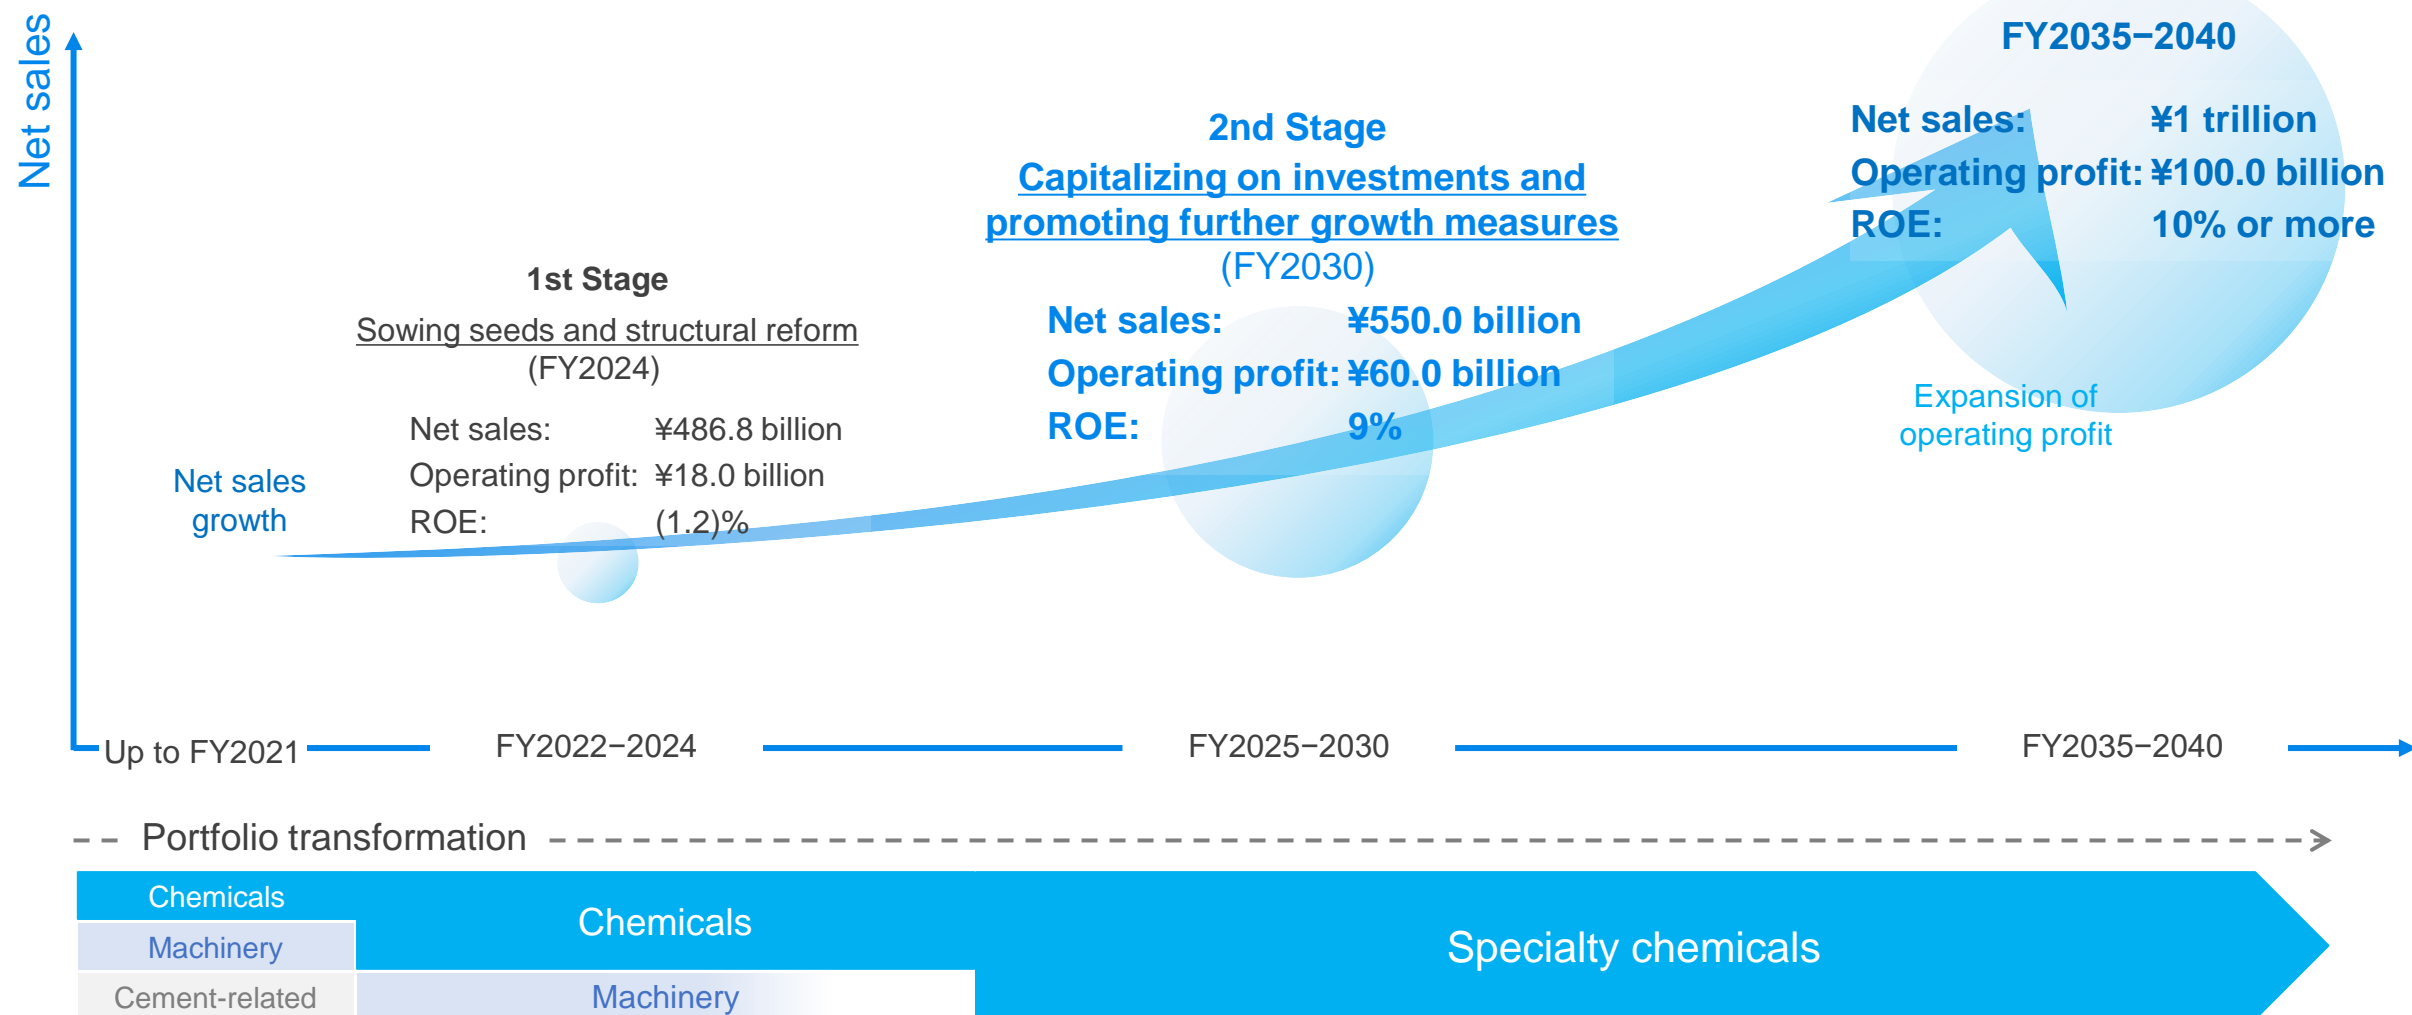 Net sales
FY2035−2040
Net sales: ¥1 trillion
Operating profit: ¥100.0 billion
ROE: 10% or more
2nd Stage
Capitalizing on investments and
promoting further growth measures
(FY2030)
Net sales: ¥550.0 billion
Operating profit: ¥60.0 billion
ROE: 9%
1st Stage
Sowing seeds and structural reform
(FY2024)
Net sales: ¥486.8 billion
Operating profit: ¥18.0 billion
ROE: (1.2)%
Net sales
growth
Expansion of
operating profit
Up to FY2021
FY2022−2024
FY2025−2030
FY2035−2040
Portfolio transformation
Chemicals
Machinery
Cement-related
Chemicals
Machinery
Specialty chemicals